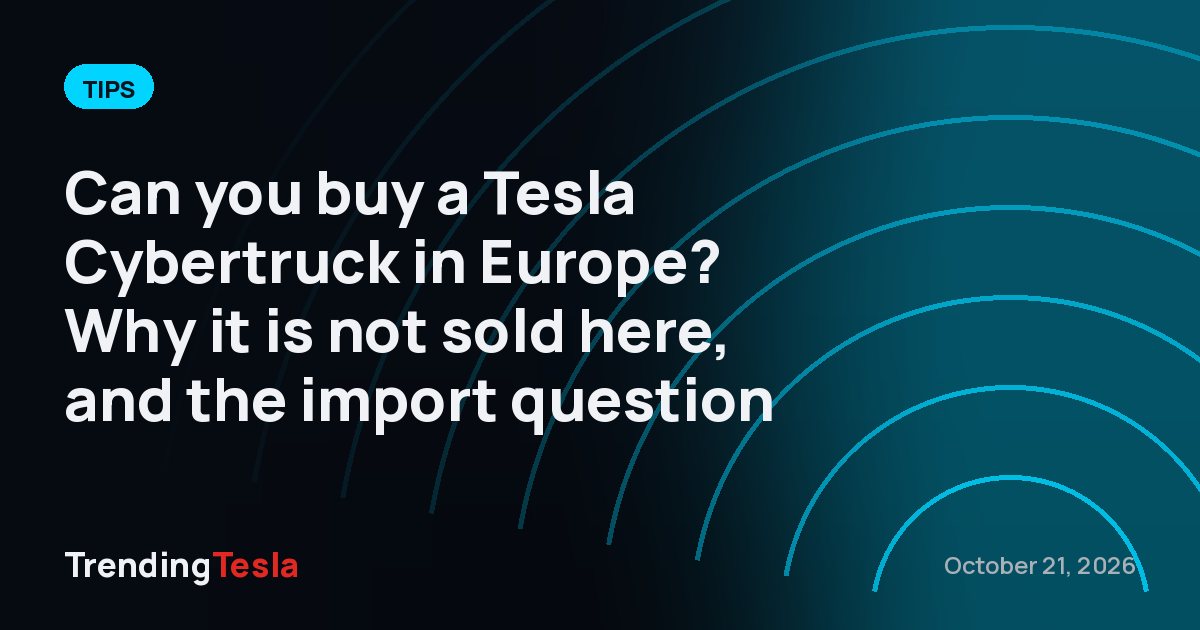 TIPS
Can you buy a Tesla
Cybertruck in Europe?
Why it is not sold here,
and the import question
TrendingTesla
October 21, 2026